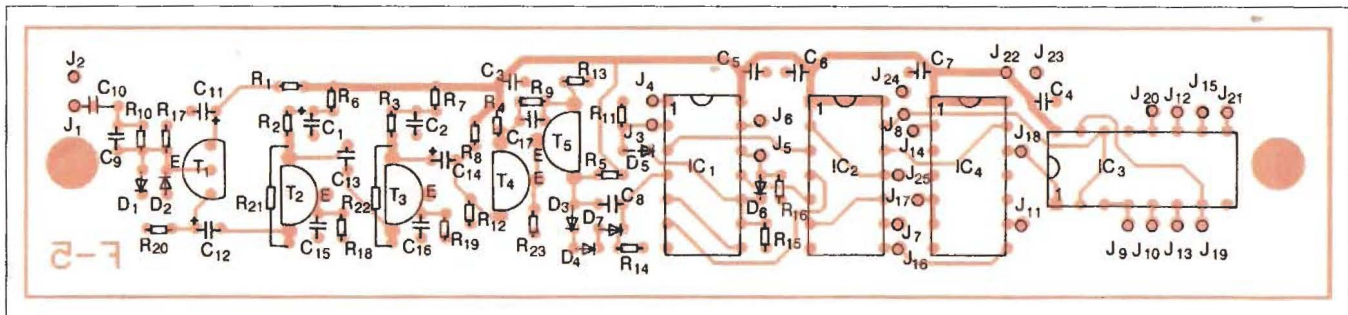 J2
J1
C10
C9
R10
R17
C11
E
T1
D1
D2
R20
C12
R1
R2
R6
C1
C13
R21
T2
E
C15
R18
R22
R3
R7
C2
C14
T3
E
C16
R19
C3
R4
R8
R9
C17
R12
T4
E
R23
R13
T5
E
R11
J4
J3
D5
R5
D3
D7
C8
D4
R14
C5
C6
1
IC1
J6
J5
D6
R16
R15
1
IC2
J24
J8
J14
J25
J17
J7
J16
C7
1
IC4
J22
J23
C4
J18
J11
IC3
1
J20
J12
J15
J21
J9
J10
J13
J19
F-5